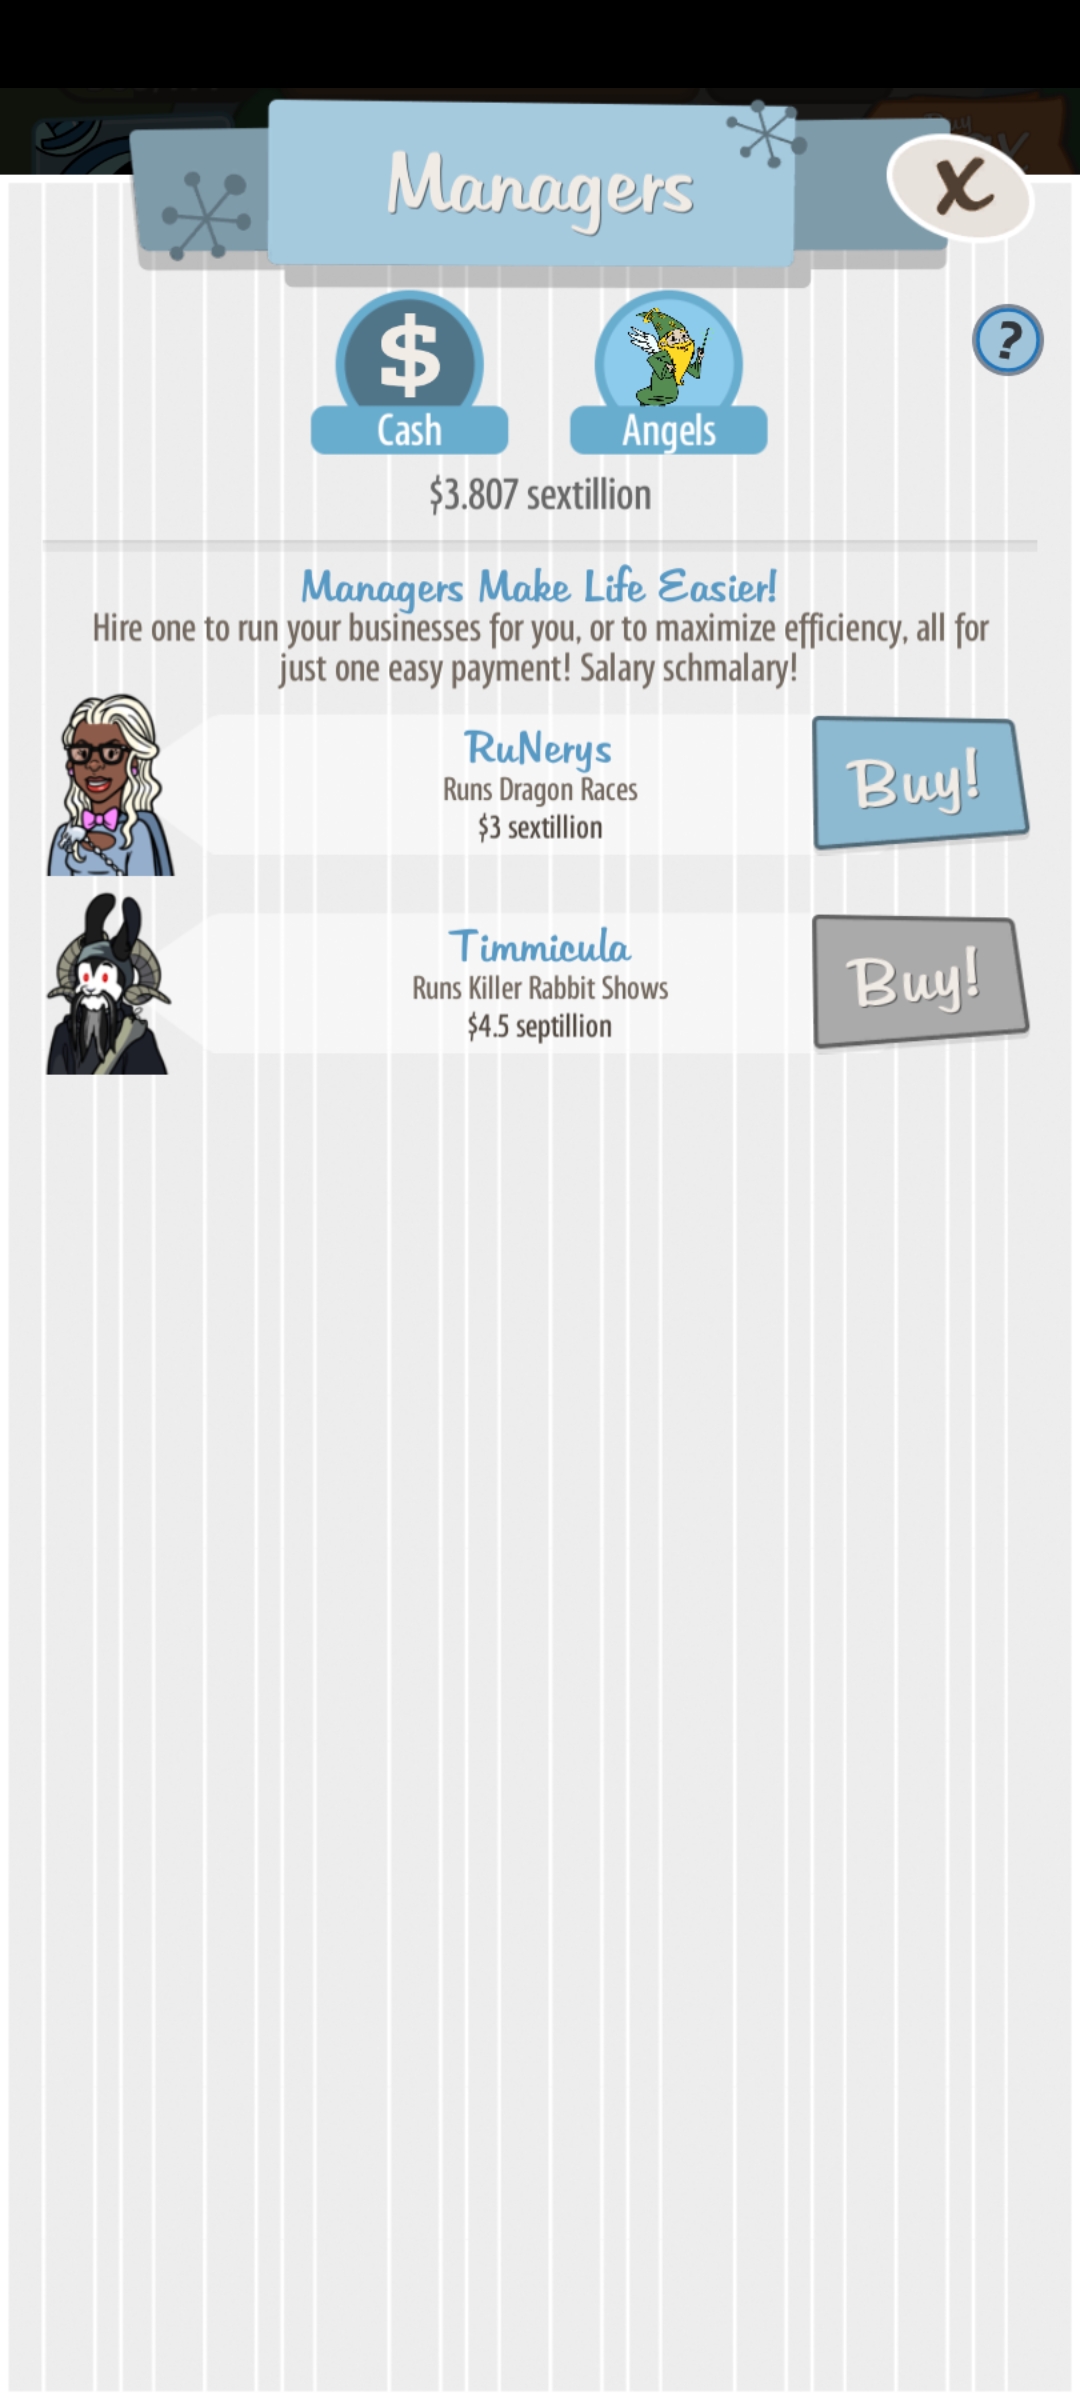 Managers
X
Cash
Angels
?
$3.807 sextillion
Managers Make Life Easier!
Hire one to run your businesses for you, or to maximize efficiency, all for
just one easy payment! Salary schmalary!
RuNerys
Runs Dragon Races
$3 sextillion
Buy!
Timmicula
Runs Killer Rabbit Shows
$4.5 septillion
Buy!